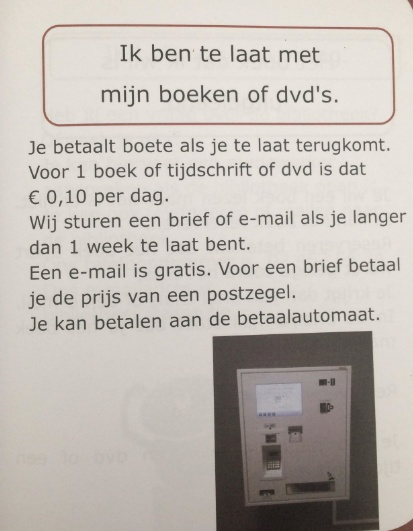 Ik ben te laat met
mijn boeken of dvd's.
Je betaalt boete als je te laat terugkomt.
Voor 1 boek of tijdschrift of dvd is dat
€ 0,10 per dag.
Wij sturen een brief of e-mail als je langer
dan 1 week te laat bent.
Een e-mail is gratis. Voor een brief betaal
je de prijs van een postzegel.
Je kan betalen aan de betaalautomaat.